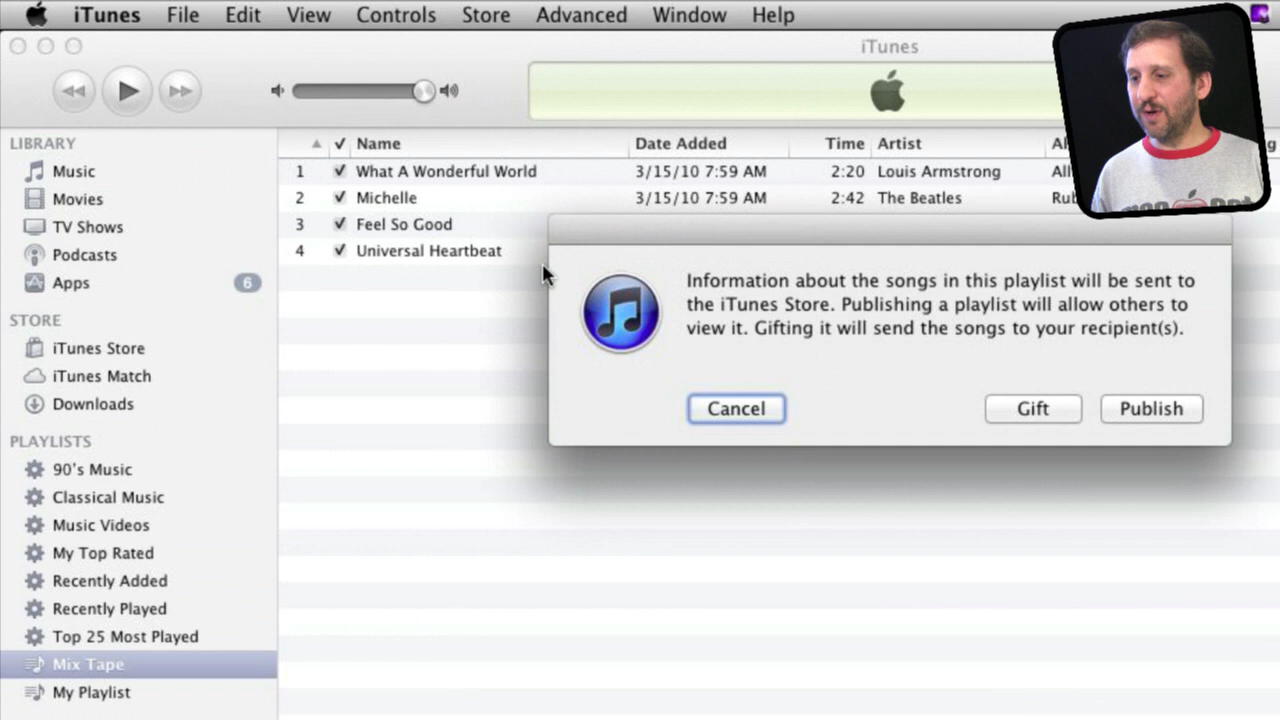 iTunes File Edit View Controls Store Advanced Window Help
iTunes
LIBRARY
Music
Movies
TV Shows
Podcasts
Apps 6
STORE
iTunes Store
iTunes Match
Downloads
PLAYLISTS
90's Music
Classical Music
Music Videos
My Top Rated
Recently Added
Recently Played
Top 25 Most Played
Mix Tape
My Playlist
Name Date Added Time Artist
1 What A Wonderful World 3/15/10 7:59 AM 2:20 Louis Armstrong
2 Michelle 3/15/10 7:59 AM 2:42 The Beatles
3 Feel So Good
4 Universal Heartbeat
Information about the songs in this playlist will be sent to
the iTunes Store. Publishing a playlist will allow others to
view it. Gifting it will send the songs to your recipient(s).
Cancel Gift Publish